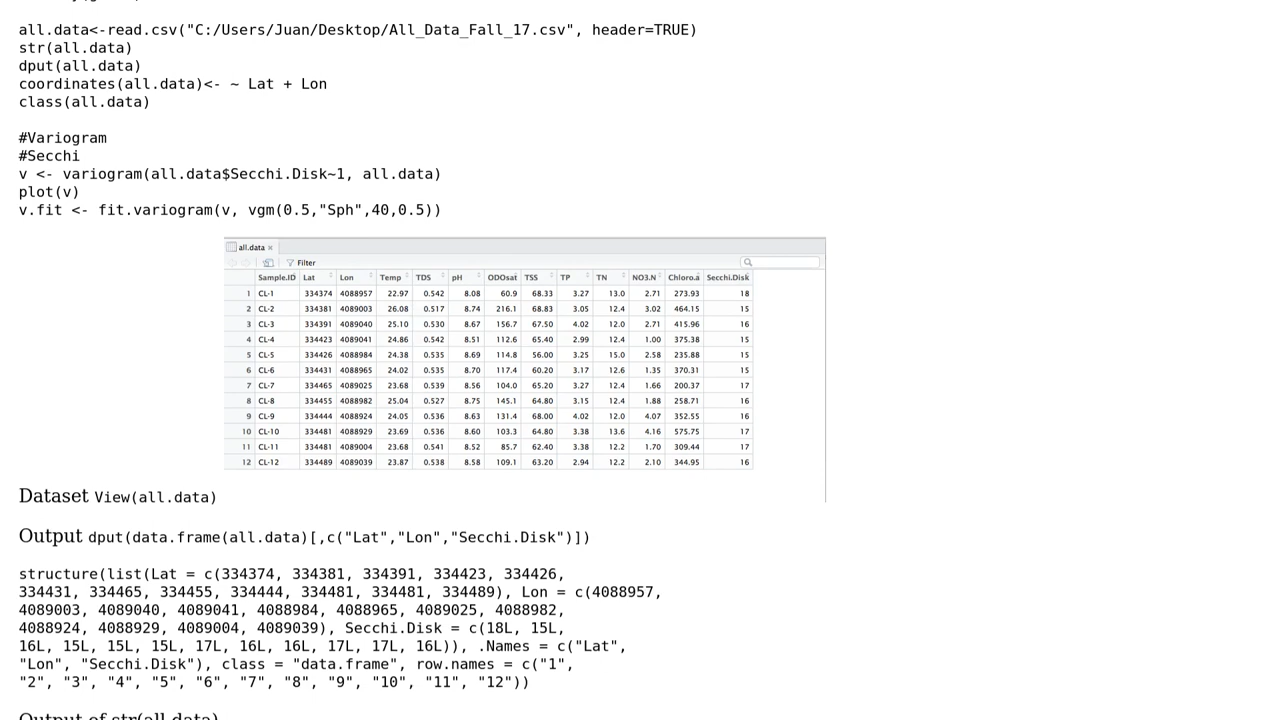 all.data<-read.csv("C:/Users/Juan/Desktop/All_Data_Fall_17.csv", header=TRUE)
str(all.data)
dput(all.data)
coordinates(all.data)<- ~ Lat + Lon
class(all.data)
#Variogram
#Secchi
v <- variogram(all.data$Secchi.Disk~1, all.data)
plot(v)
v.fit <- fit.variogram(v, vgm(0.5,"Sph",40,0.5))
all.data ×
Filter
Sample.ID Lat Lon Temp TDS pH ODOsat TSS TP TN NO3.N Chloro.a Secchi.Disk
1 CL-1 334374 4088957 22.97 0.542 8.08 60.9 68.33 3.27 13.0 2.71 273.93 18
2 CL-2 334381 4089003 26.08 0.517 8.74 216.1 68.83 3.05 12.4 3.02 464.15 15
3 CL-3 334391 4089040 25.10 0.530 8.67 156.7 67.50 4.02 12.0 2.71 415.96 16
4 CL-4 334423 4089041 24.86 0.542 8.51 112.6 65.40 2.99 12.4 1.00 375.38 15
5 CL-5 334426 4088984 24.38 0.535 8.69 114.8 56.00 3.25 15.0 2.58 235.88 15
6 CL-6 334431 4088965 24.02 0.535 8.70 117.4 60.20 3.17 12.6 1.35 370.31 15
7 CL-7 334465 4089025 23.68 0.539 8.56 104.0 65.20 3.27 12.4 1.66 200.37 17
8 CL-8 334455 4088982 25.04 0.527 8.75 145.1 64.80 3.15 12.4 1.88 258.71 16
9 CL-9 334444 4088924 24.05 0.536 8.63 131.4 68.00 4.02 12.0 4.07 352.55 16
10 CL-10 334481 4088929 23.69 0.536 8.60 103.3 64.80 3.38 13.6 4.16 575.75 17
11 CL-11 334481 4089004 23.68 0.541 8.52 85.7 62.40 3.38 12.2 1.70 309.44 17
12 CL-12 334489 4089039 23.87 0.538 8.58 109.1 63.20 2.94 12.2 2.10 344.95 16
Dataset View(all.data)
Output dput(data.frame(all.data)[,c("Lat","Lon","Secchi.Disk")])
structure(list(Lat = c(334374, 334381, 334391, 334423, 334426,
334431, 334465, 334455, 334444, 334481, 334481, 334489), Lon = c(4088957,
4089003, 4089040, 4089041, 4088984, 4088965, 4089025, 4088982,
4088924, 4088929, 4089004, 4089039), Secchi.Disk = c(18L, 15L,
16L, 15L, 15L, 15L, 17L, 16L, 16L, 17L, 17L, 16L)), .Names = c("Lat",
"Lon", "Secchi.Disk"), class = "data.frame", row.names = c("1",
"2", "3", "4", "5", "6", "7", "8", "9", "10", "11", "12"))
Output of str(all.data)